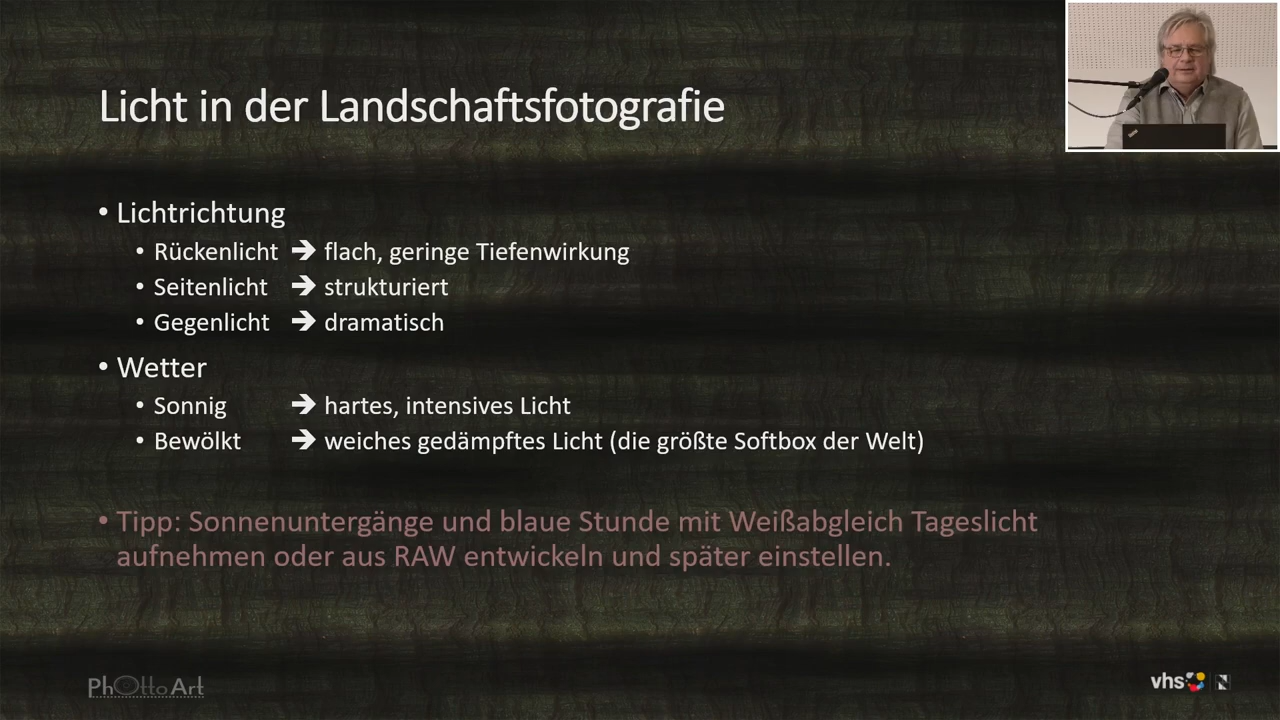 Licht in der Landschaftsfotografie
• Lichtrichtung
• Rückenlicht ➔ flach, geringe Tiefenwirkung
• Seitenlicht ➔ strukturiert
• Gegenlicht ➔ dramatisch
• Wetter
• Sonnig ➔ hartes, intensives Licht
• Bewölkt ➔ weiches gedämpftes Licht (die größte Softbox der Welt)
• Tipp: Sonnenuntergänge und blaue Stunde mit Weißabgleich Tageslicht
aufnehmen oder aus RAW entwickeln und später einstellen.
PhOtto Art
vhs